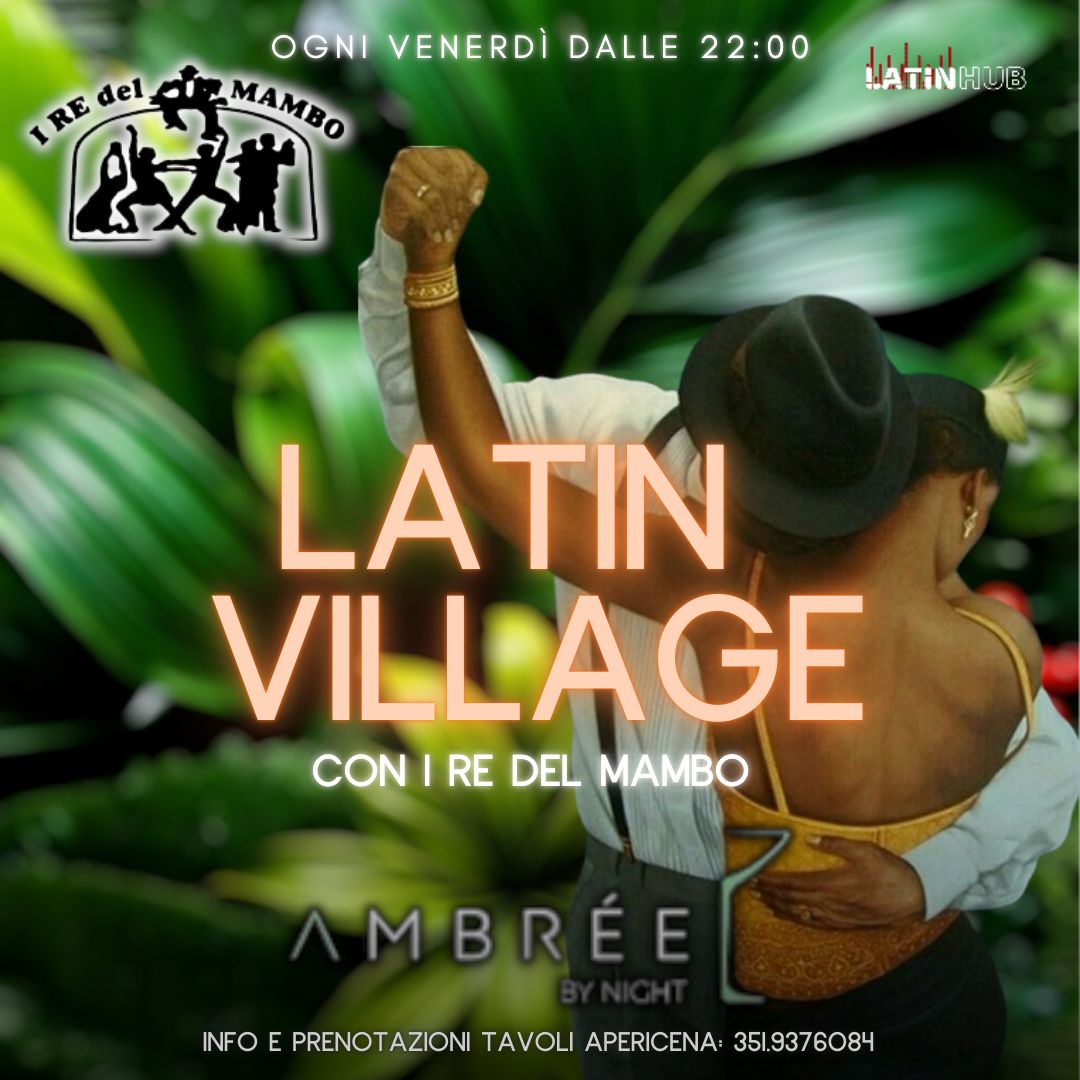 OGNI VENERDÌ DALLE 22:00
I RE del MAMBO
LATINHUB
LATIN
VILLAGE
CON I RE DEL MAMBO
AMBRÉE
BY NIGHT
INFO E PRENOTAZIONI TAVOLI APERICENA: 351.9376084